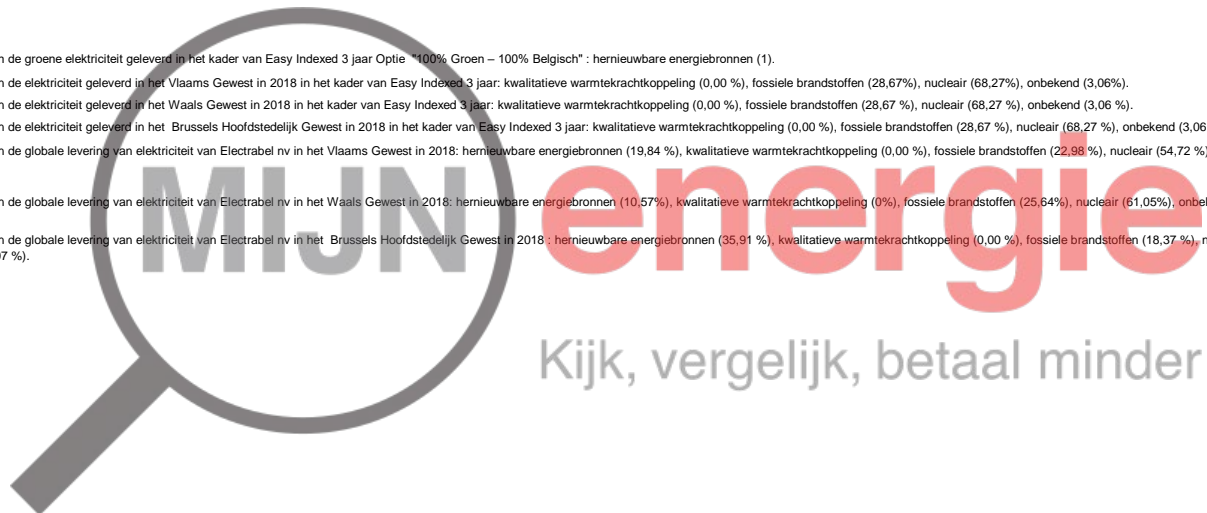 n de groene elektriciteit geleverd in het kader van Easy Indexed 3 jaar Optie "100% Groen – 100% Belgisch" : hernieuwbare energiebronnen (1).
n de elektriciteit geleverd in het Vlaams Gewest in 2018 in het kader van Easy Indexed 3 jaar: kwalitatieve warmtekrachtkoppeling (0,00 %), fossiele brandstoffen (28,67%), nucleair (68,27%), onbekend (3,06%).
n de elektriciteit geleverd in het Waals Gewest in 2018 in het kader van Easy Indexed 3 jaar: kwalitatieve warmtekrachtkoppeling (0,00 %), fossiele brandstoffen (28,67 %), nucleair (68,27 %), onbekend (3,06 %).
n de elektriciteit geleverd in het Brussels Hoofdstedelijk Gewest in 2018 in het kader van Easy Indexed 3 jaar: kwalitatieve warmtekrachtkoppeling (0,00 %), fossiele brandstoffen (28,67 %), nucleair (68,27 %), onbekend (3,06
n de globale levering van elektriciteit van Electrabel nv in het Vlaams Gewest in 2018: hernieuwbare energiebronnen (19,84 %), kwalitatieve warmtekrachtkoppeling (0,00 %), fossiele brandstoffen (22,98 %), nucleair (54,72 %)
n de globale levering van elektriciteit van Electrabel nv in het Waals Gewest in 2018: hernieuwbare energiebronnen (10,57%), kwalitatieve warmtekrachtkoppeling (0%), fossiele brandstoffen (25,64%), nucleair (61,05%), onbe
n de globale levering van elektriciteit van Electrabel nv in het Brussels Hoofdstedelijk Gewest in 2018 : hernieuwbare energiebronnen (35,91 %), kwalitatieve warmtekrachtkoppeling (0,00 %), fossiele brandstoffen (18,37 %), n
07 %).
MIJN energie
Kijk, vergelijk, betaal minder